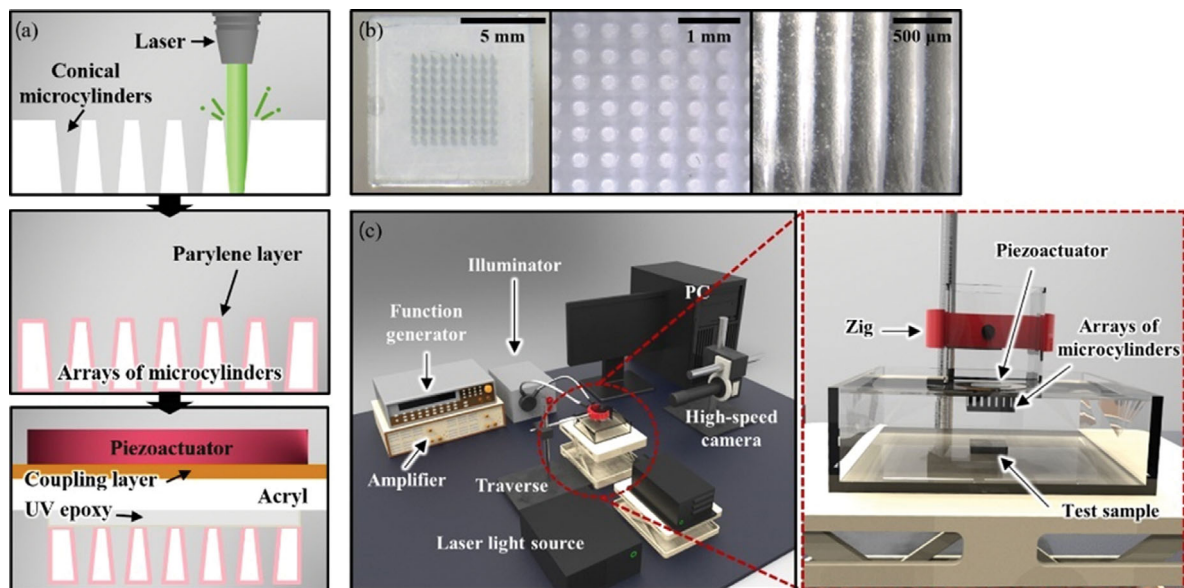 (a)
Laser
Conical
microcylinders
Parylene layer
Arrays of microcylinders
Piezoactuator
Coupling layer
Acryl
UV epoxy
(b)
5 mm
1 mm
500 μm
(c)
Illuminator
Function
generator
PC
High-speed
camera
Amplifier
Traverse
Laser light source
Piezoactuator
Zig
Arrays of
microcylinders
Test sample